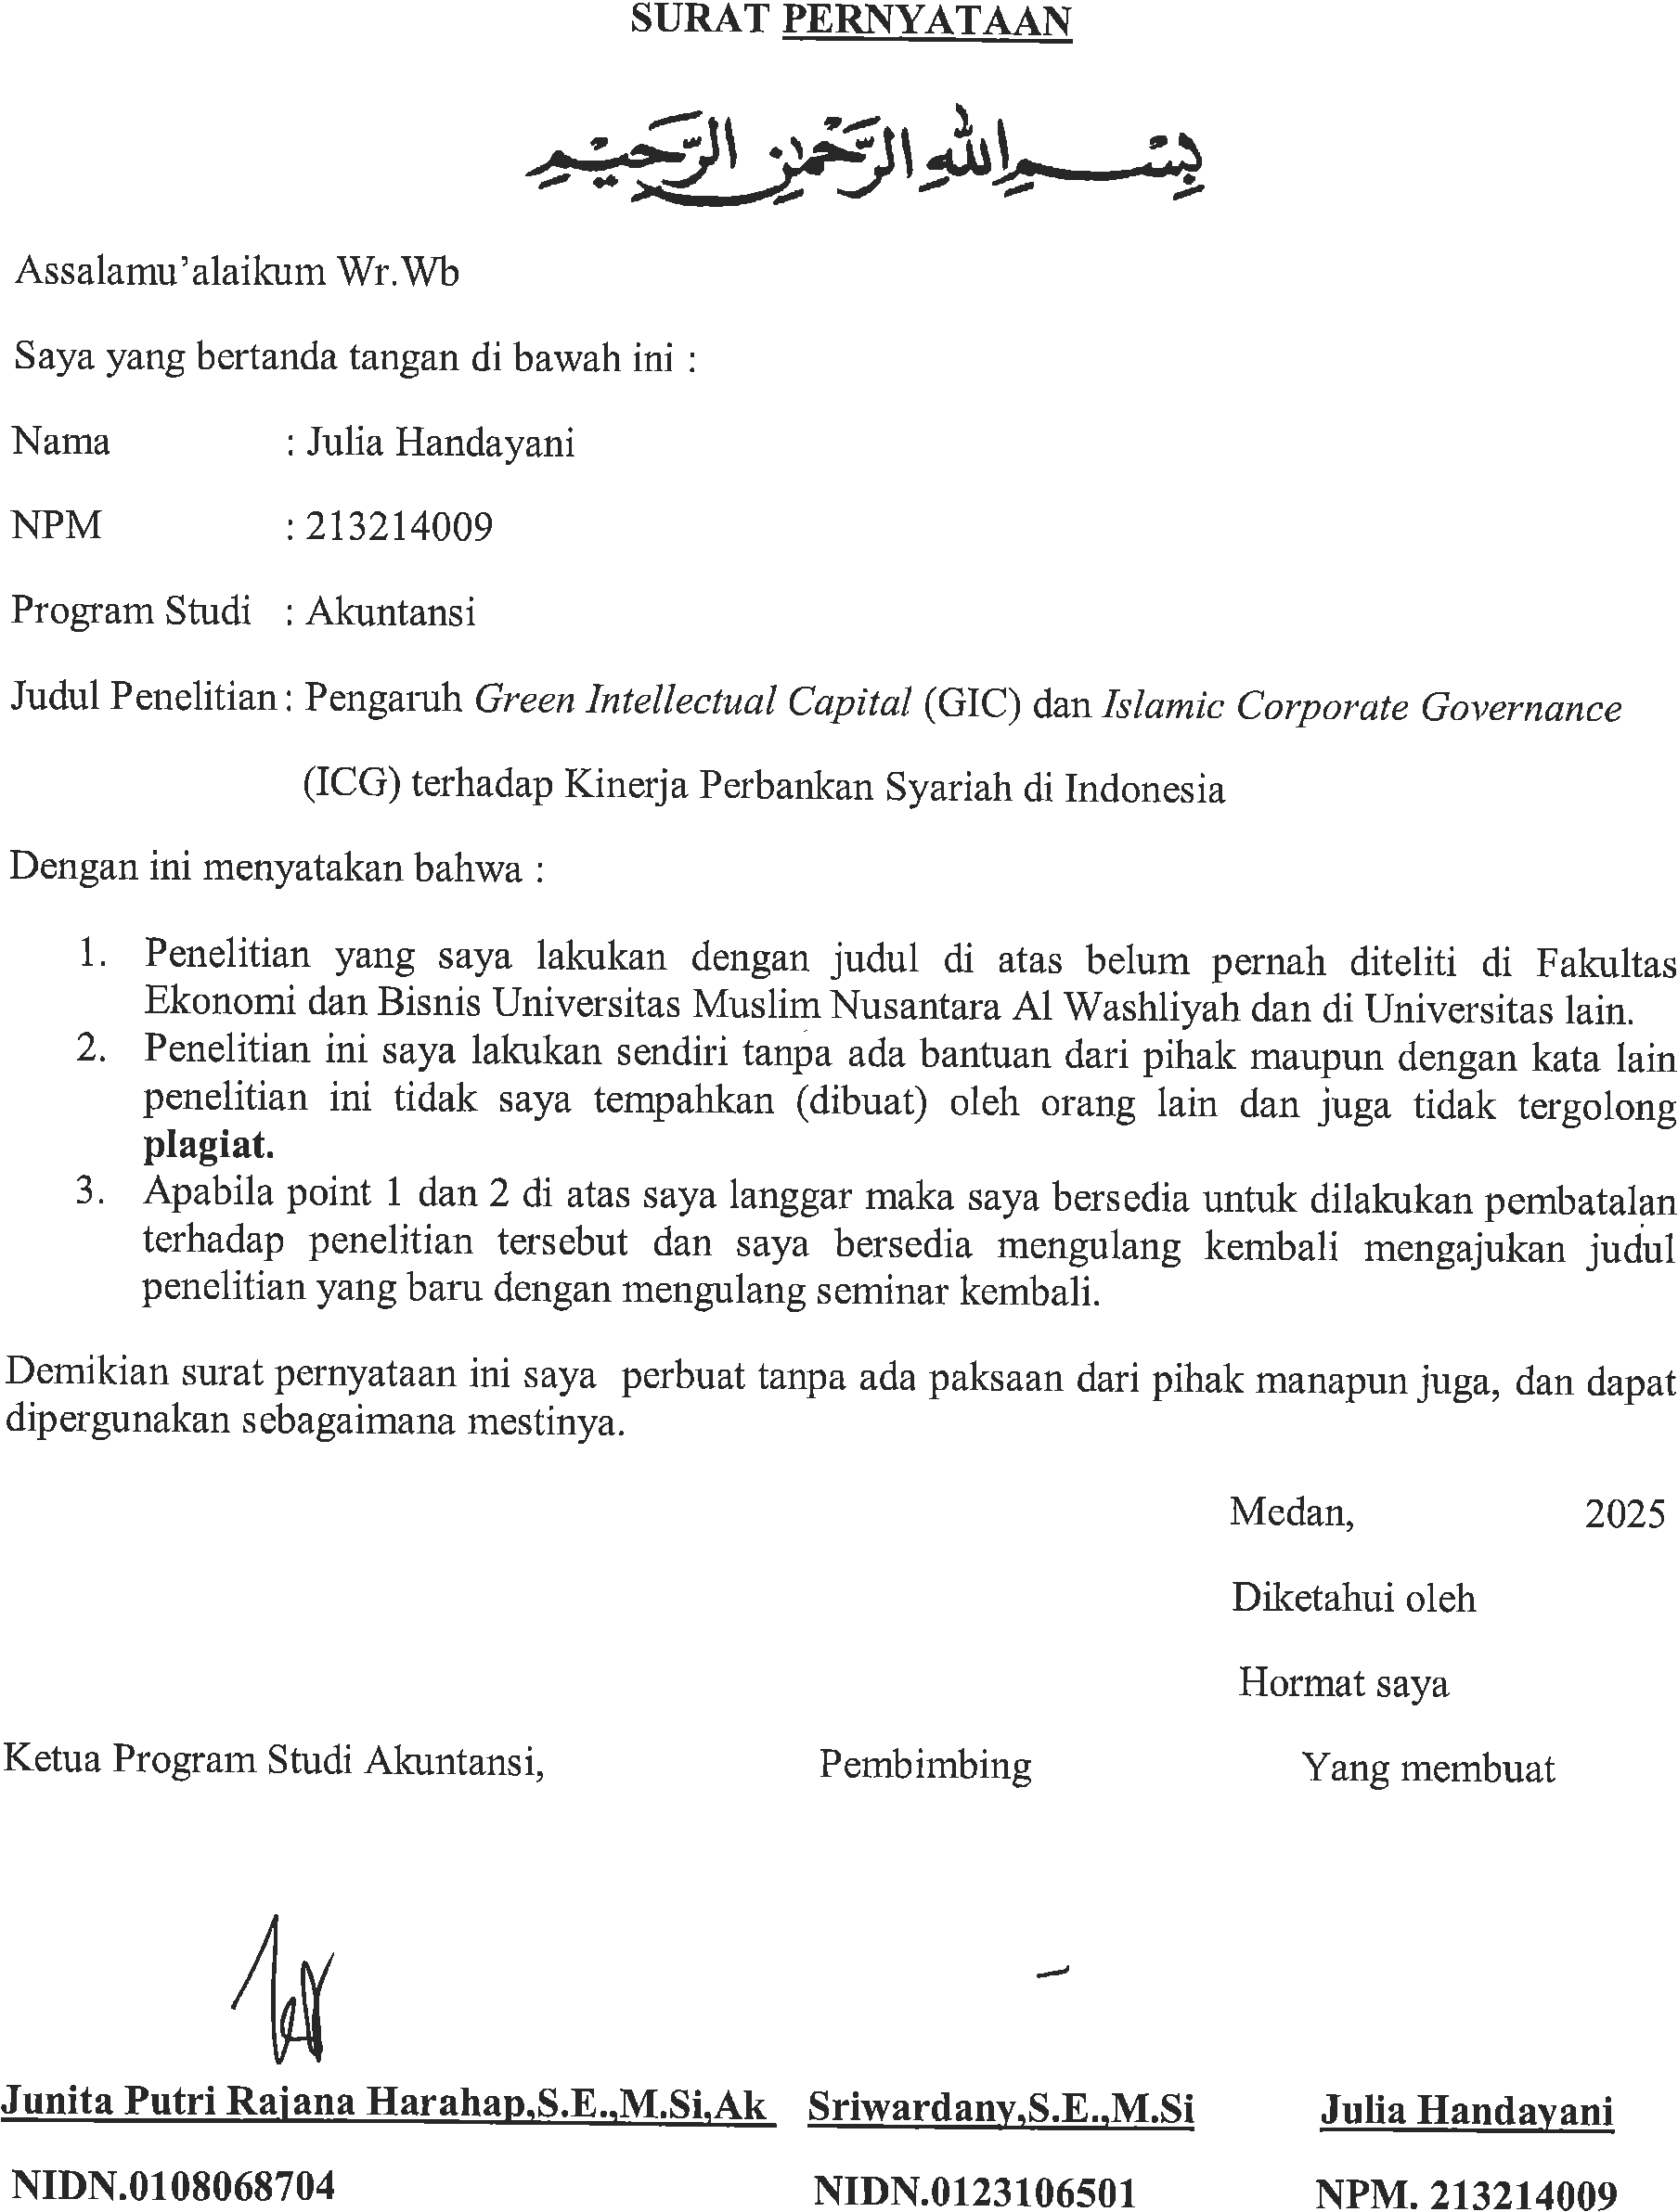 SURAT PERNYATAAN
بِسْمِ اللهِ الرَّحْمٰنِ الرَّحِيْمِ
Assalamu’alaikum Wr.Wb
Saya yang bertanda tangan di bawah ini :
Nama : Julia Handayani
NPM : 213214009
Program Studi : Akuntansi
Judul Penelitian : Pengaruh Green Intellectual Capital (GIC) dan Islamic Corporate Governance
(ICG) terhadap Kinerja Perbankan Syariah di Indonesia
Dengan ini menyatakan bahwa :
1. Penelitian yang saya lakukan dengan judul di atas belum pernah diteliti di Fakultas
Ekonomi dan Bisnis Universitas Muslim Nusantara Al Washliyah dan di Universitas lain.
2. Penelitian ini saya lakukan sendiri tanpa ada bantuan dari pihak maupun dengan kata lain
penelitian ini tidak saya tempahkan (dibuat) oleh orang lain dan juga tidak tergolong
plagiat.
3. Apabila point 1 dan 2 di atas saya langgar maka saya bersedia untuk dilakukan pembatalan
terhadap penelitian tersebut dan saya bersedia mengulang kembali mengajukan judul
penelitian yang baru dengan mengulang seminar kembali.
Demikian surat pernyataan ini saya perbuat tanpa ada paksaan dari pihak manapun juga, dan dapat
dipergunakan sebagaimana mestinya.
Medan, 2025
Diketahui oleh
Hormat saya
Ketua Program Studi Akuntansi, Pembimbing Yang membuat
Junita Putri Rajana Harahap,S.E.,M.Si,Ak Sriwardany,S.E.,M.Si Julia Handayani
NIDN.0108068704 NIDN.0123106501 NPM. 213214009